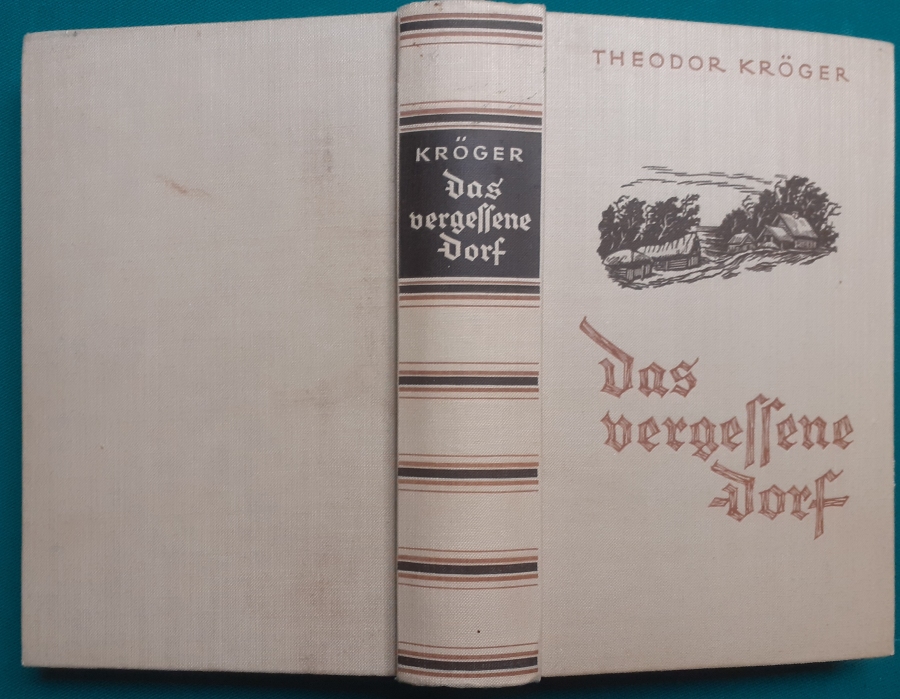 KRÖGER
das
vergeſſene
Dorf
THEODOR KRÖGER
das
vergeſſene
Dorf